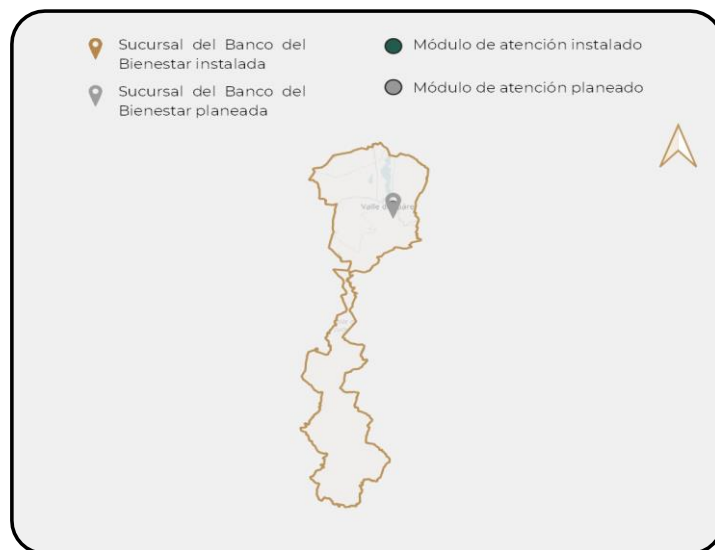 Sucursal del Banco del
Bienestar instalada
Sucursal del Banco del
Bienestar planeada
Módulo de atención instalado
Módulo de atención planeado
Valle d